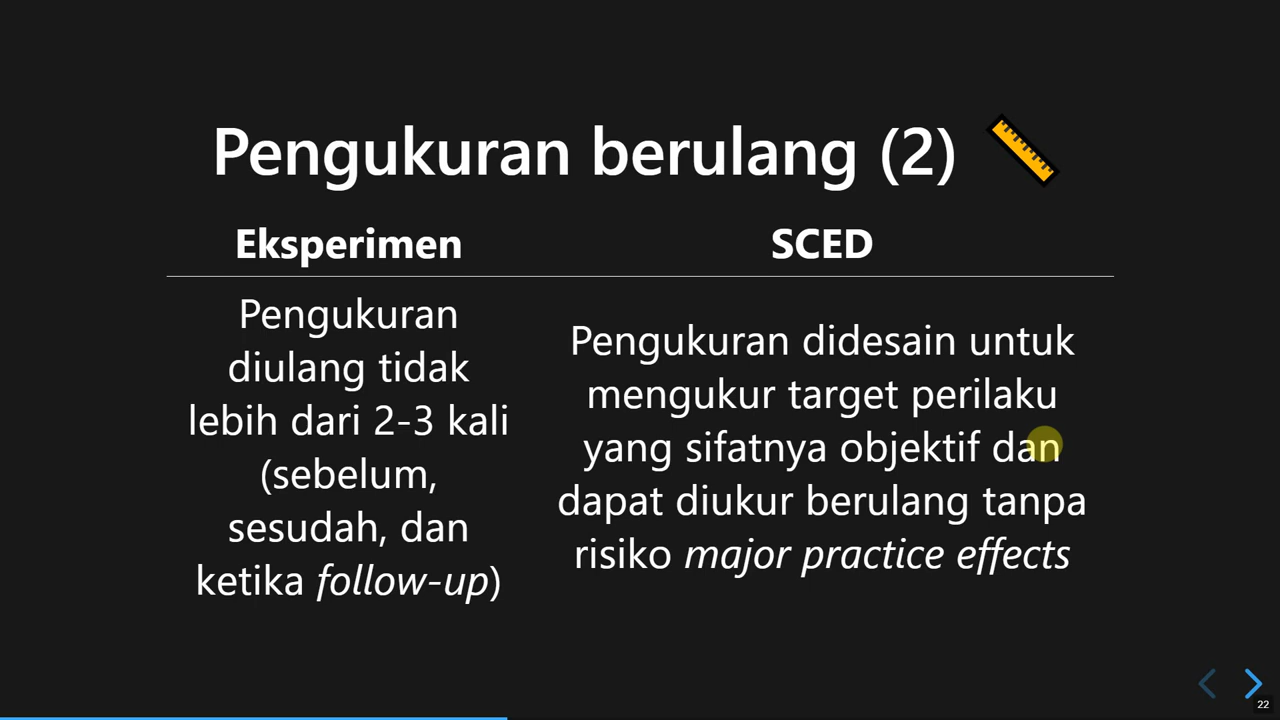 Pengukuran berulang (2)
Eksperimen
SCED
Pengukuran
diulang tidak
lebih dari 2-3 kali
(sebelum,
sesudah, dan
ketika follow-up)
Pengukuran didesain untuk
mengukur target perilaku
yang sifatnya objektif dan
dapat diukur berulang tanpa
risiko major practice effects
22